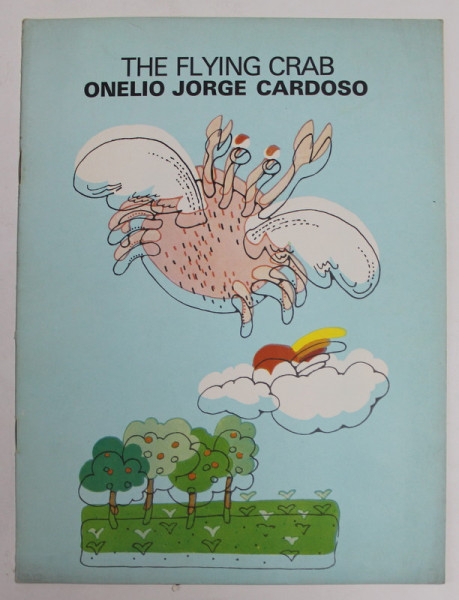 THE FLYING CRAB
ONELIO JORGE CARDOSO